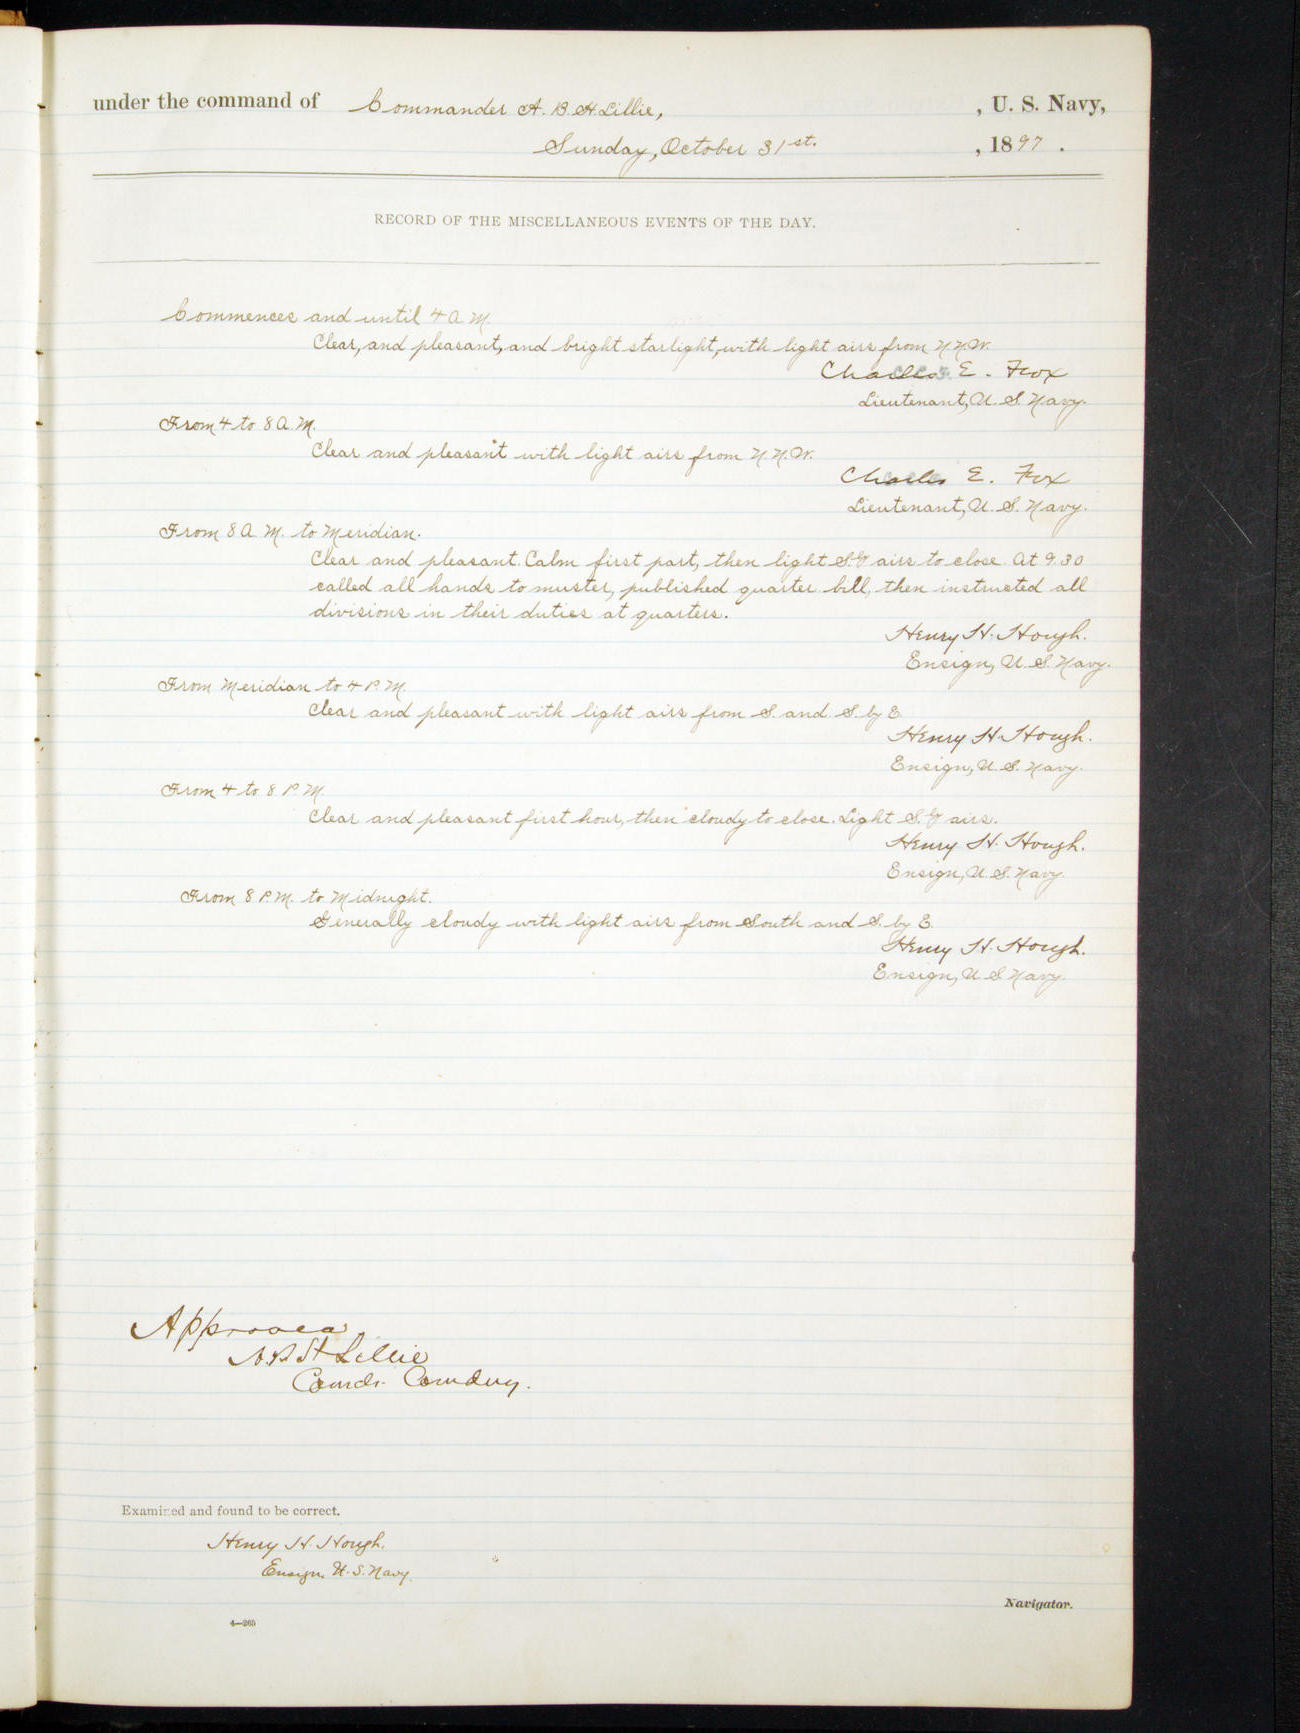 under the command of Commander A. B. H. Lillie, , U. S. Navy,
Sunday, October 31st. , 1897 .
RECORD OF THE MISCELLANEOUS EVENTS OF THE DAY.
Commences and until 4 A.M.
Clear, and pleasant, and bright starlight, with light airs from N.N.W.
Charles E. Fox
Lieutenant, U. S. Navy.
From 4 to 8 A.M.
Clear and pleasant with light airs from N.N.W.
Charles E. Fox
Lieutenant, U. S. Navy.
From 8 A. M. to Meridian.
Clear and pleasant. Calm first part, then light S.'ly airs to close. At 9.30
called all hands to muster, published quarter bill, then instructed all
divisions in their duties at quarters.
Henry H. Hough.
Ensign, U. S. Navy.
From Meridian to 4 P.M.
Clear and pleasant with light airs from S. and S. by E.
Henry H. Hough.
Ensign, U. S. Navy.
From 4 to 8 P.M.
Clear and pleasant first hour, then cloudy to close. Light S.'ly airs.
Henry H. Hough.
Ensign, U. S. Navy.
From 8 P.M. to Midnight.
Generally cloudy with light airs from South and S. by E.
Henry H. Hough.
Ensign, U. S. Navy.
Approved
A.B.H. Lillie
Comdr. Comdng.
Examined and found to be correct.
Henry H. Hough.
Ensign, U. S. Navy.
Navigator.
4—265